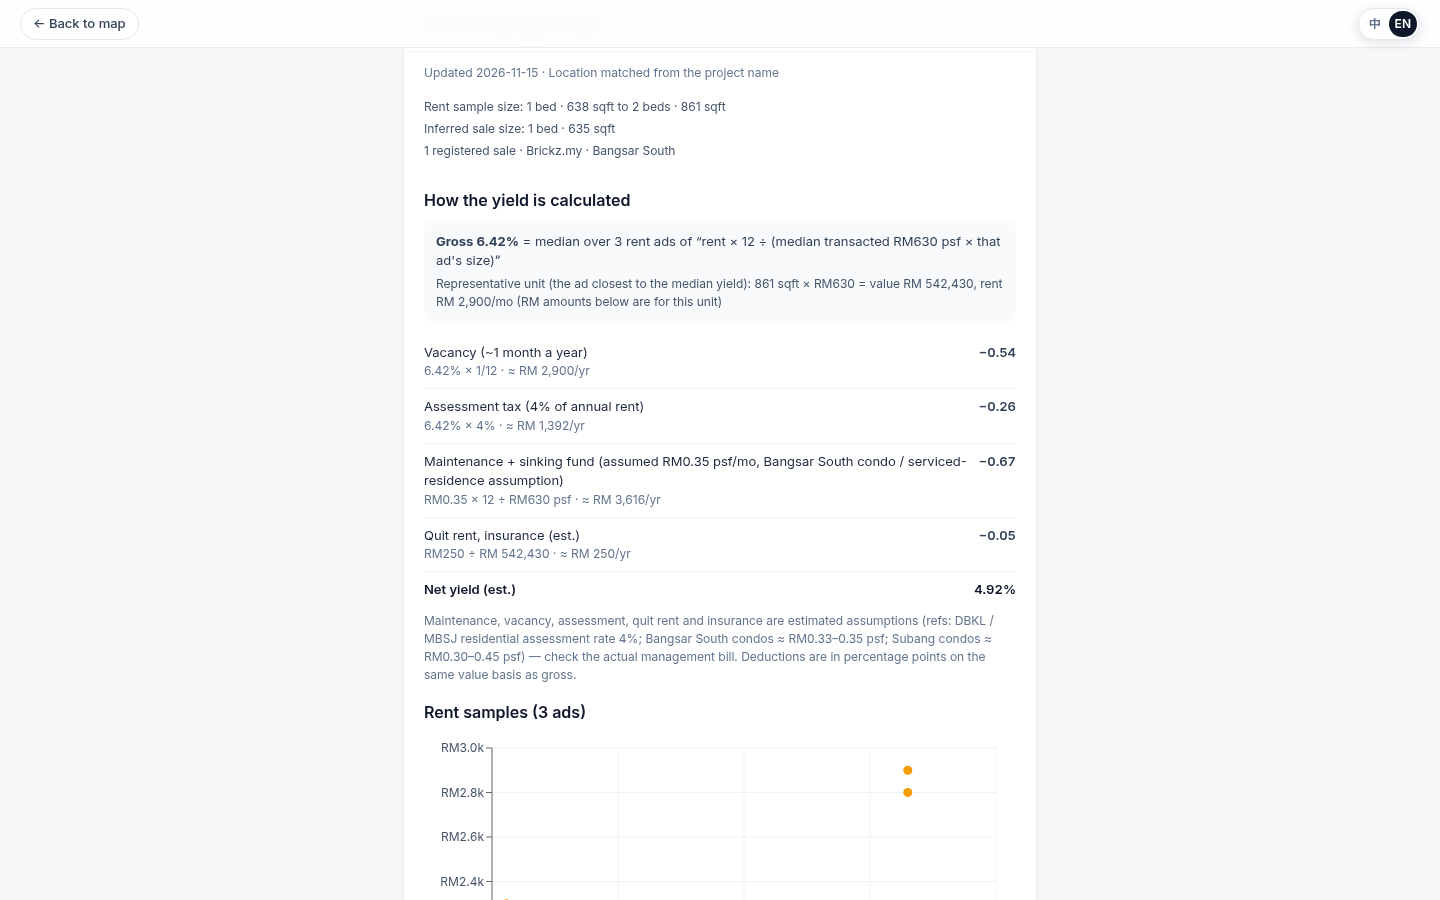 ← Back to map
中 EN
Updated 2026-11-15 · Location matched from the project name
Rent sample size: 1 bed · 638 sqft to 2 beds · 861 sqft
Inferred sale size: 1 bed · 635 sqft
1 registered sale · Brickz.my · Bangsar South
How the yield is calculated
Gross 6.42% = median over 3 rent ads of “rent × 12 ÷ (median transacted RM630 psf × that
ad's size)”
Representative unit (the ad closest to the median yield): 861 sqft × RM630 = value RM 542,430, rent
RM 2,900/mo (RM amounts below are for this unit)
Vacancy (~1 month a year) −0.54
6.42% × 1/12 · ≈ RM 2,900/yr
Assessment tax (4% of annual rent) −0.26
6.42% × 4% · ≈ RM 1,392/yr
Maintenance + sinking fund (assumed RM0.35 psf/mo, Bangsar South condo / serviced- −0.67
residence assumption)
RM0.35 × 12 ÷ RM630 psf · ≈ RM 3,616/yr
Quit rent, insurance (est.) −0.05
RM250 ÷ RM 542,430 · ≈ RM 250/yr
Net yield (est.) 4.92%
Maintenance, vacancy, assessment, quit rent and insurance are estimated assumptions (refs: DBKL /
MBSJ residential assessment rate 4%; Bangsar South condos ≈ RM0.33–0.35 psf; Subang condos ≈
RM0.30–0.45 psf) — check the actual management bill. Deductions are in percentage points on the
same value basis as gross.
Rent samples (3 ads)
RM3.0k
RM2.8k
RM2.6k
RM2.4k